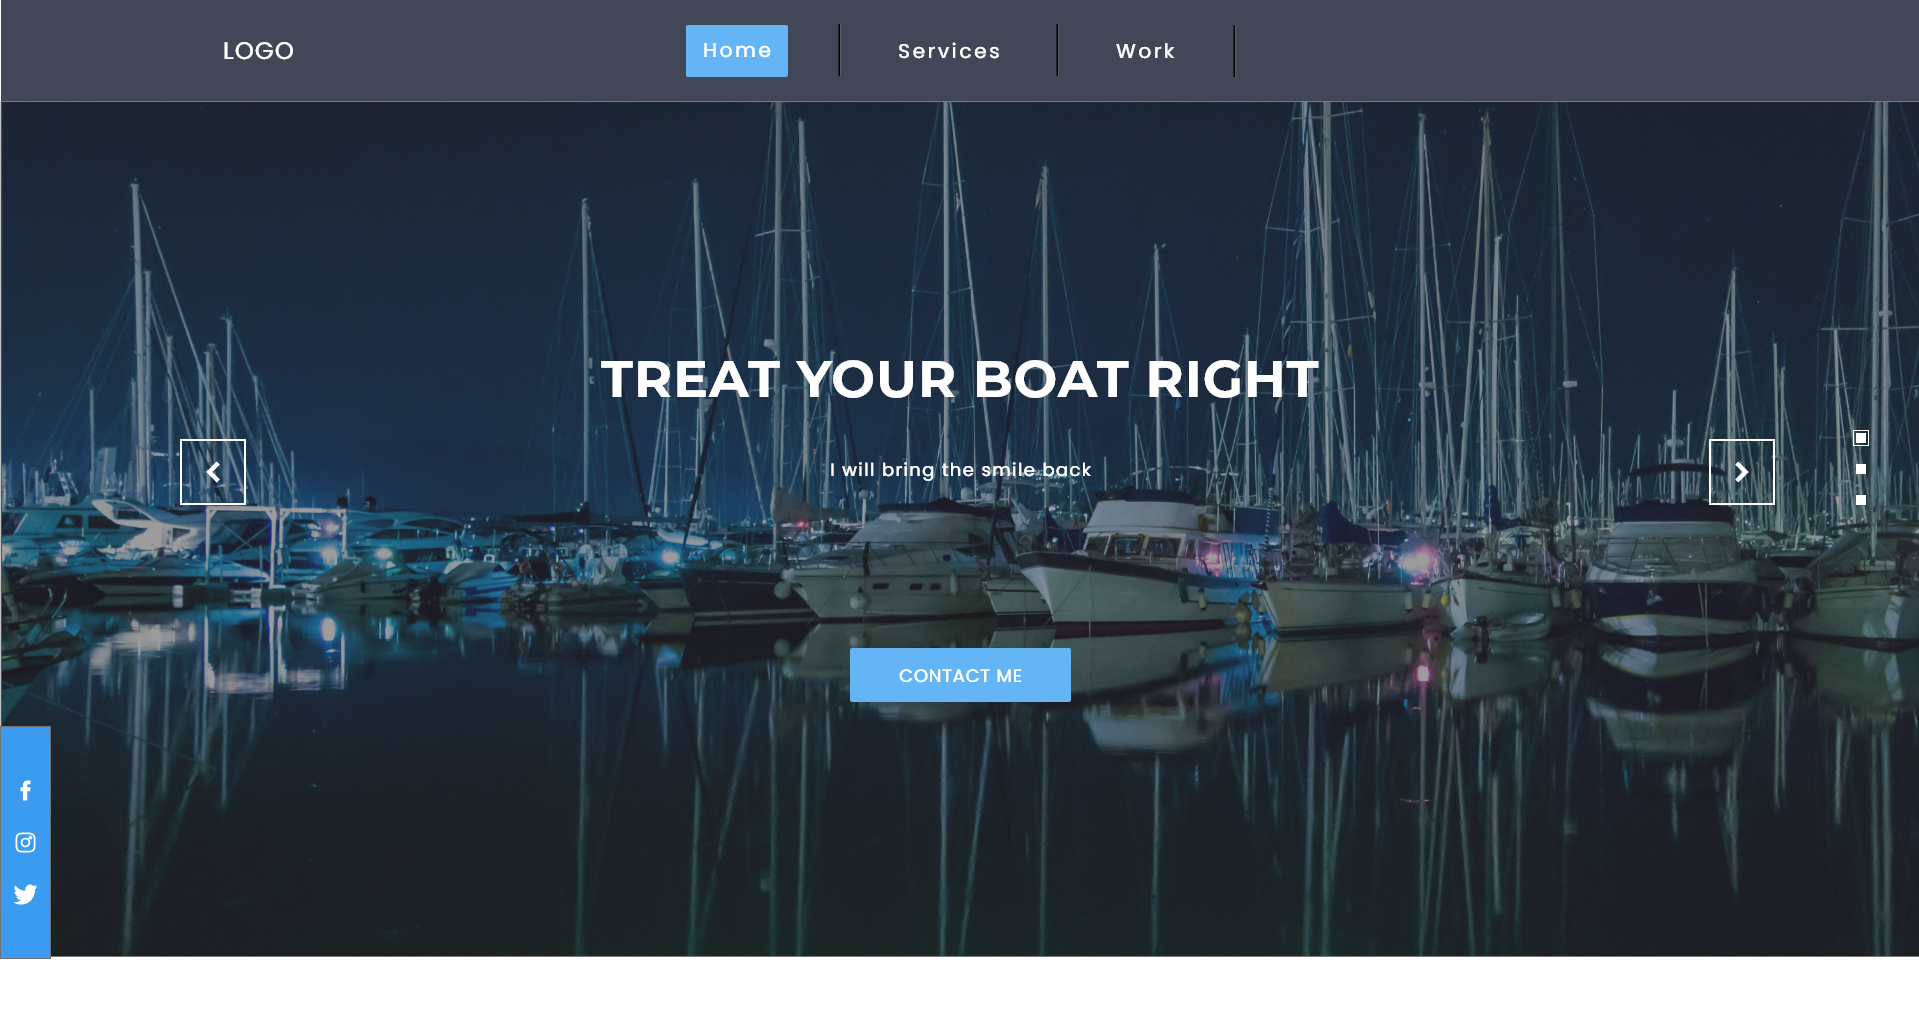 LOGO
Home
Services
Work
TREAT YOUR BOAT RIGHT
I will bring the smile back
CONTACT ME